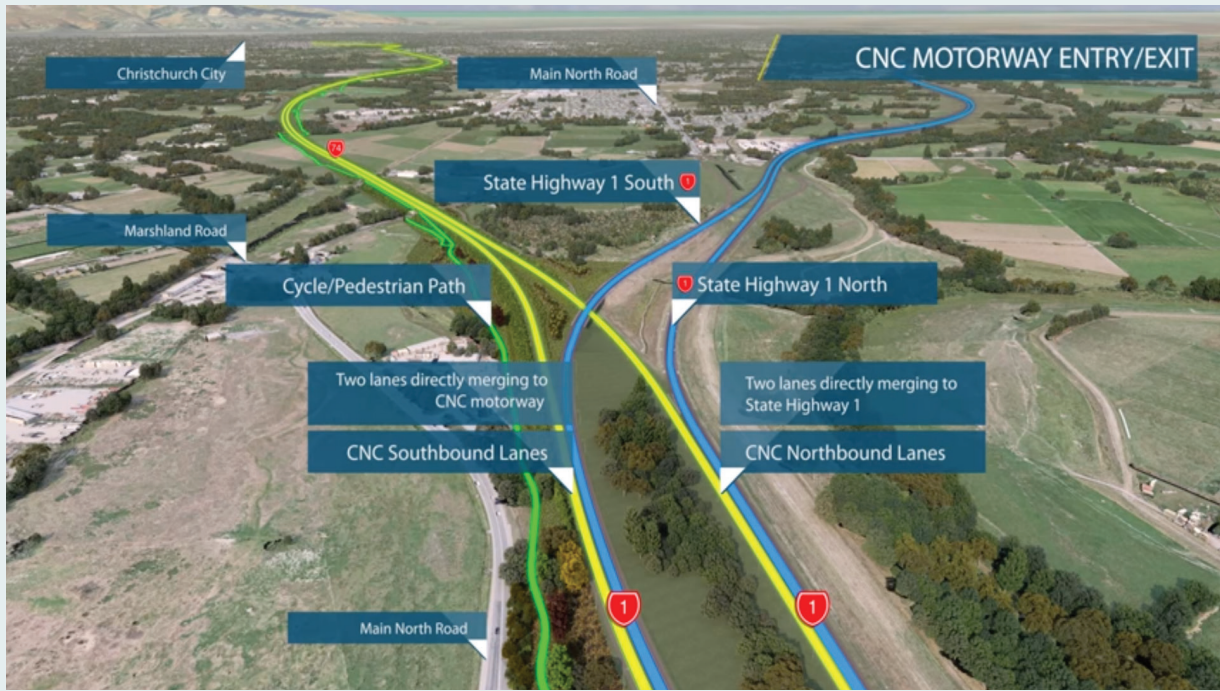 CNC MOTORWAY ENTRY/EXIT
Christchurch City
Main North Road
74
State Highway 1 South 1
Marshland Road
Cycle/Pedestrian Path
1 State Highway 1 North
Two lanes directly merging to
CNC motorway
Two lanes directly merging to
State Highway 1
CNC Southbound Lanes
CNC Northbound Lanes
1
1
Main North Road